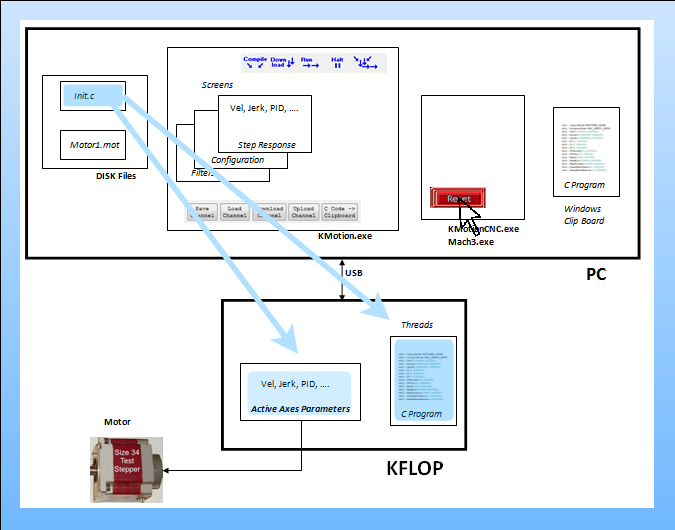 Compile
Down
load
Run
Halt
Screens
Init.c
Vel, Jerk, PID, ....
Motor1.mat
Step Response
Configuration
Filters
DISK Files
C Program
Save
Channel
Load
Channel
Download
Channel
Upload
Channel
C Code ->
Clipboard
Reset
KMotion.exe
KMotionCNC.exe
Mach3.exe
Windows
Clip Board
USB
PC
Threads
Vel, Jerk, PID, ....
Active Axes Parameters
C Program
Motor
Size 34
Test
Stepper
KFLOP